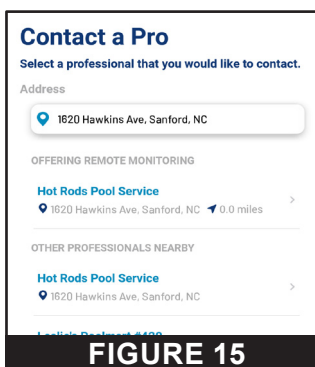 Contact a Pro
Select a professional that you would like to contact.
Address
1620 Hawkins Ave, Sanford, NC
OFFERING REMOTE MONITORING
Hot Rods Pool Service
1620 Hawkins Ave, Sanford, NC 0.0 miles
OTHER PROFESSIONALS NEARBY
Hot Rods Pool Service
1620 Hawkins Ave, Sanford, NC
FIGURE 15